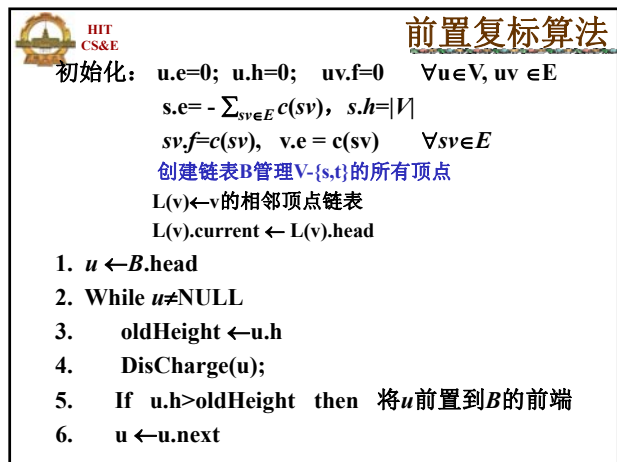 HIT
CS&E
前置复标算法
初始化： u.e=0; u.h=0; uv.f=0 ∀u∈V, uv ∈E
s.e= - ∑sv∈E c(sv)，s.h=|V|
sv.f=c(sv), v.e = c(sv) ∀sv∈E
创建链表B管理V-{s,t}的所有顶点
L(v)←v的相邻顶点链表
L(v).current ← L(v).head
1. u ←B.head
2. While u≠NULL
3. oldHeight ←u.h
4. DisCharge(u);
5. If u.h>oldHeight then 将u前置到B的前端
6. u ←u.next